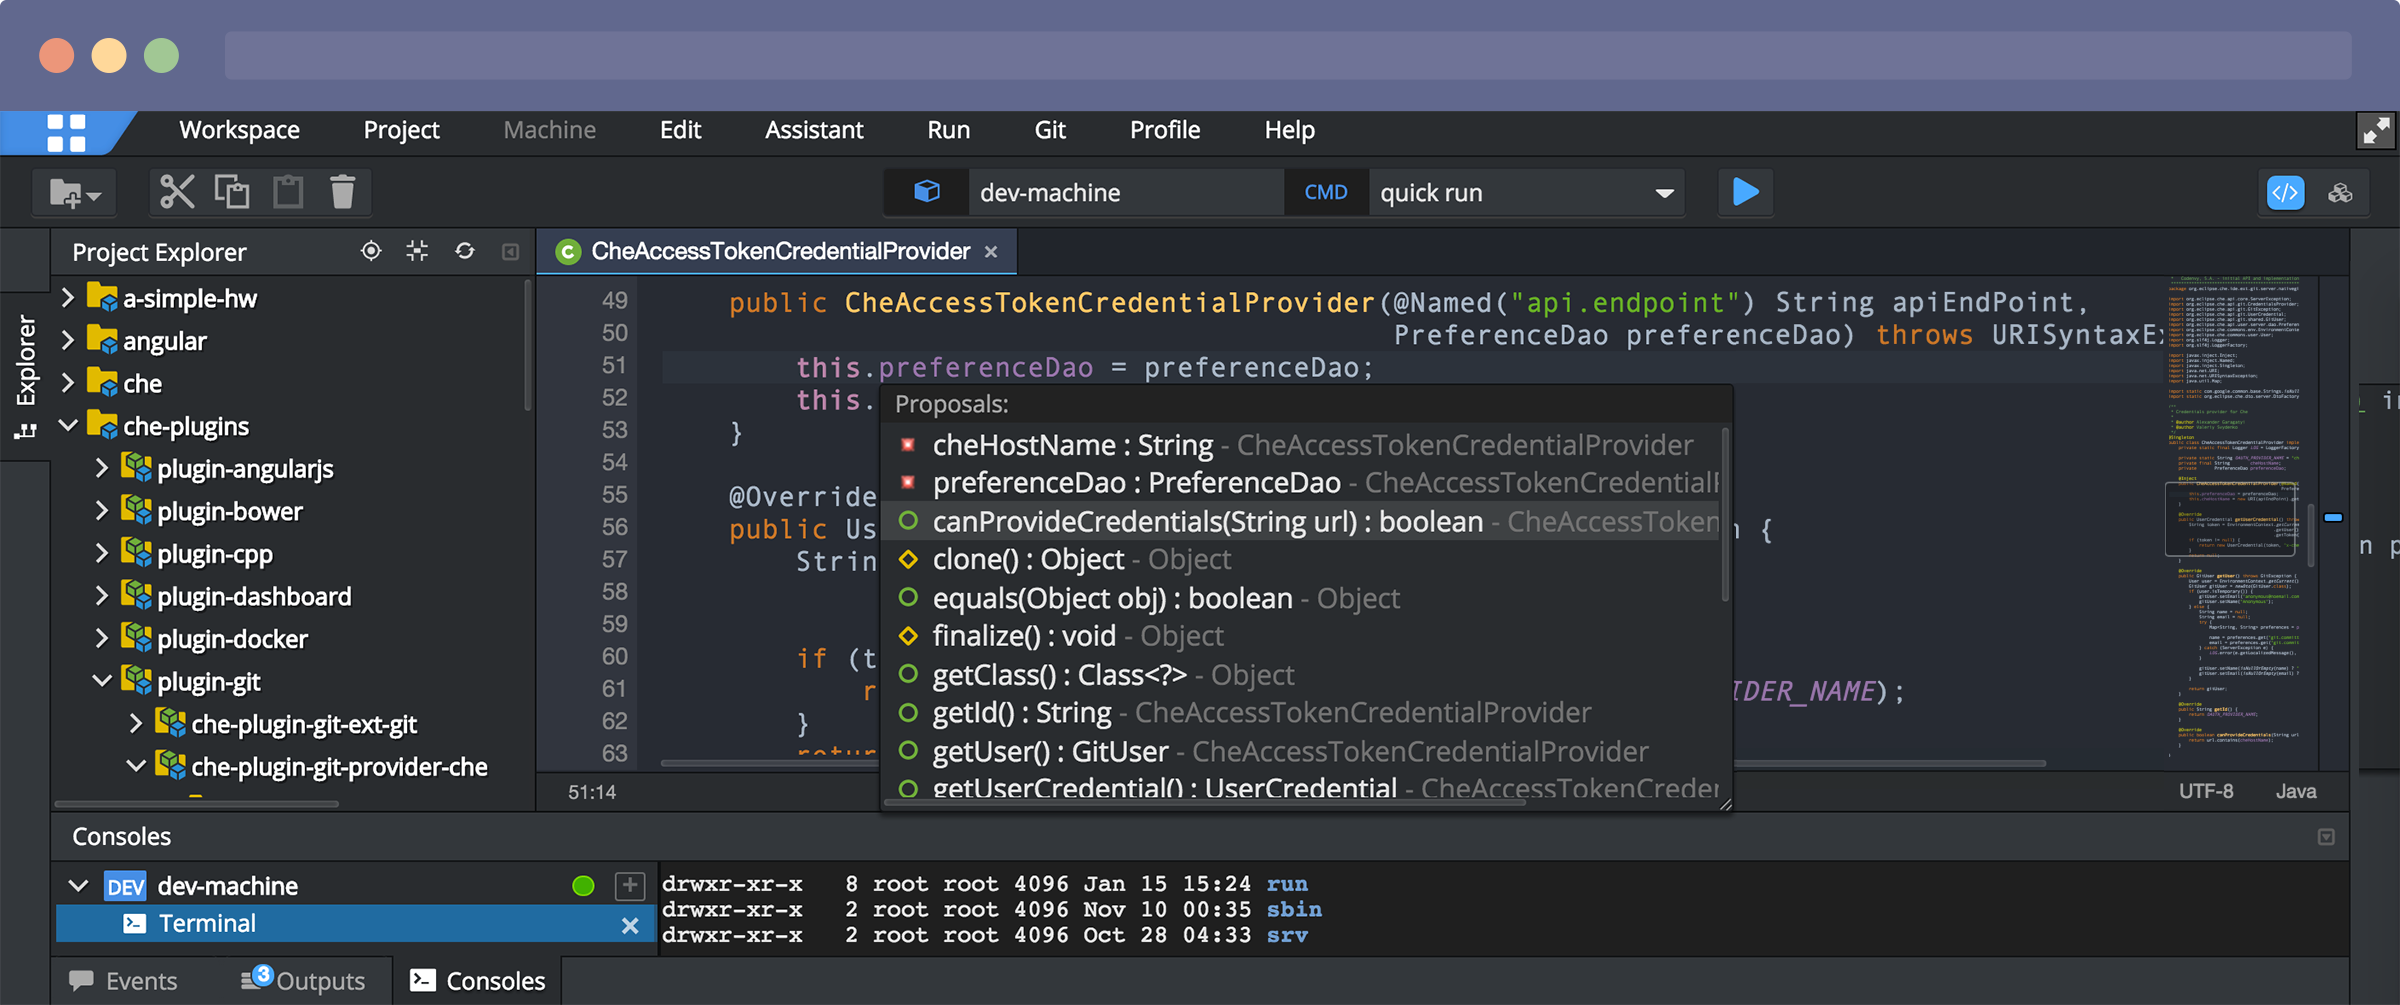 Workspace Project Machine Edit Assistant Run Git Profile Help
dev-machine CMD quick run
Explorer
Project Explorer
a-simple-hw
angular
che
che-plugins
plugin-angularjs
plugin-bower
plugin-cpp
plugin-dashboard
plugin-docker
plugin-git
che-plugin-git-ext-git
che-plugin-git-provider-che
C CheAccessTokenCredentialProvider
49 public CheAccessTokenCredentialProvider(@Named("api.endpoint") String apiEndPoint,
50 PreferenceDao preferenceDao) throws URISyntaxEx
51 this.preferenceDao = preferenceDao;
52 this.
53 }
54
55 @Override
56 public Us n {
57 Strin
58
59
60 if (t
61 r IDER_NAME);
62 }
63 retur
Proposals:
cheHostName : String - CheAccessTokenCredentialProvider
preferenceDao : PreferenceDao - CheAccessTokenCredentialP
canProvideCredentials(String url) : boolean - CheAccessToken
clone() : Object - Object
equals(Object obj) : boolean - Object
finalize() : void - Object
getClass() : Class<?> - Object
getId() : String - CheAccessTokenCredentialProvider
getUser() : GitUser - CheAccessTokenCredentialProvider
getUserCredential() : UserCredential - CheAccessTokenCreder
in
n p
51:14 UTF-8 Java
Consoles
DEV dev-machine
Terminal
drwxr-xr-x 8 root root 4096 Jan 15 15:24 run
drwxr-xr-x 2 root root 4096 Nov 10 00:35 sbin
drwxr-xr-x 2 root root 4096 Oct 28 04:33 srv
Events 3 Outputs Consoles